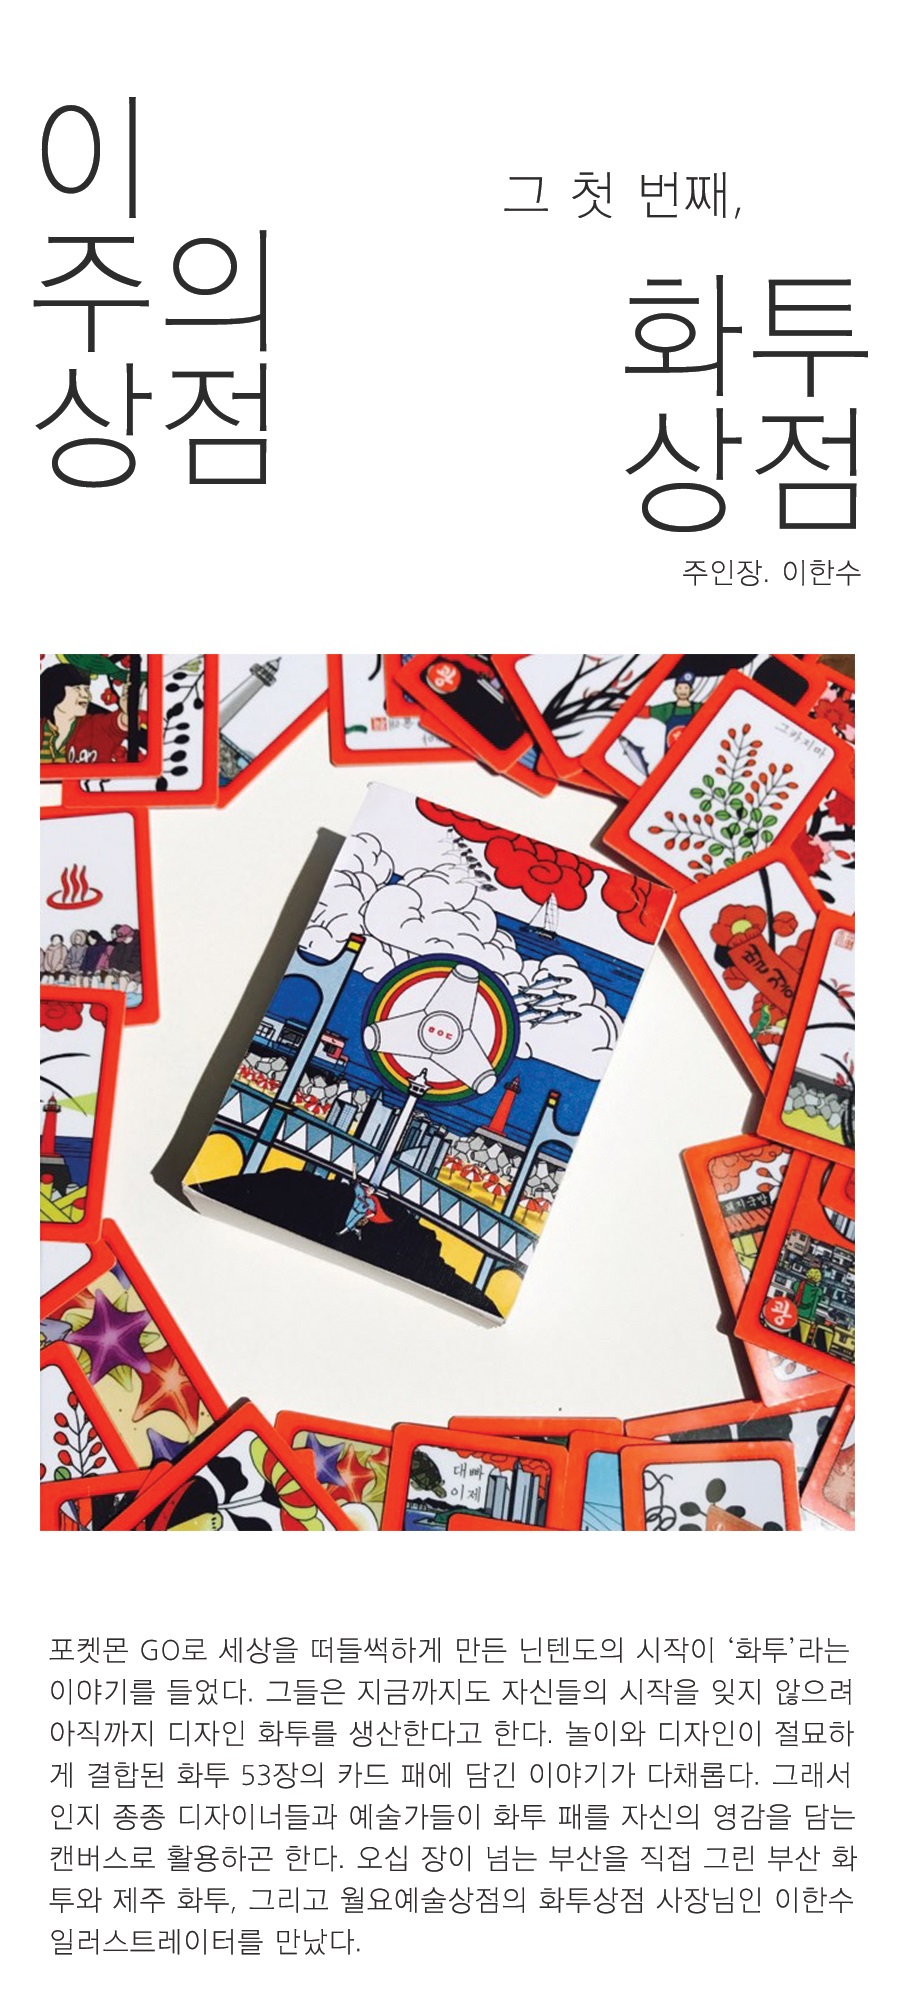 이
주의
상점
그 첫 번째,
화투
상점
주인장. 이한수
광
그카지마
0.92
돼지국밥
광
대빠
이제
포켓몬 GO로 세상을 떠들썩하게 만든 닌텐도의 시작이 ‘화투’라는
이야기를 들었다. 그들은 지금까지도 자신들의 시작을 잊지 않으려
아직까지 디자인 화투를 생산한다고 한다. 놀이와 디자인이 절묘하
게 결합된 화투 53장의 카드 패에 담긴 이야기가 다채롭다. 그래서
인지 종종 디자이너들과 예술가들이 화투 패를 자신의 영감을 담는
캔버스로 활용하곤 한다. 오십 장이 넘는 부산을 직접 그린 부산 화
투와 제주 화투, 그리고 월요예술상점의 화투상점 사장님인 이한수
일러스트레이터를 만났다.